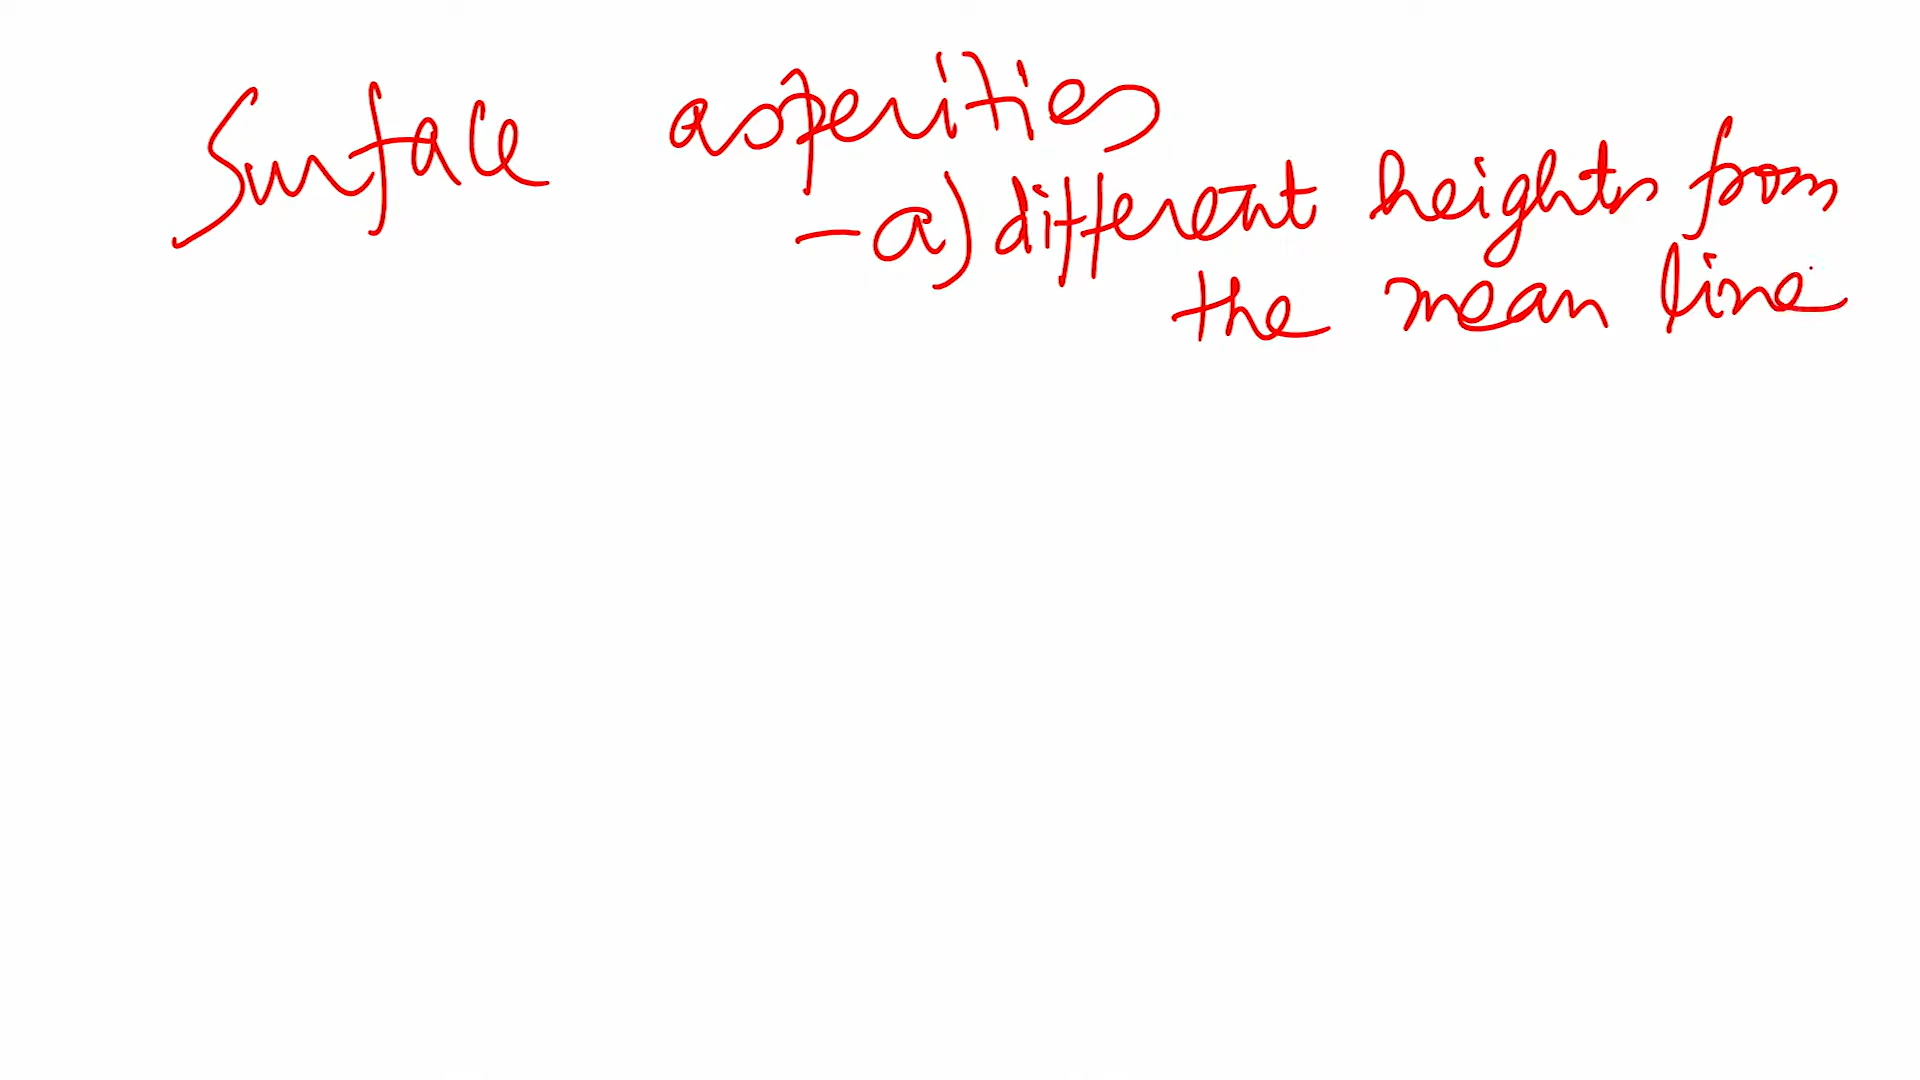 Surface asperities
- a) different heights from
the mean line